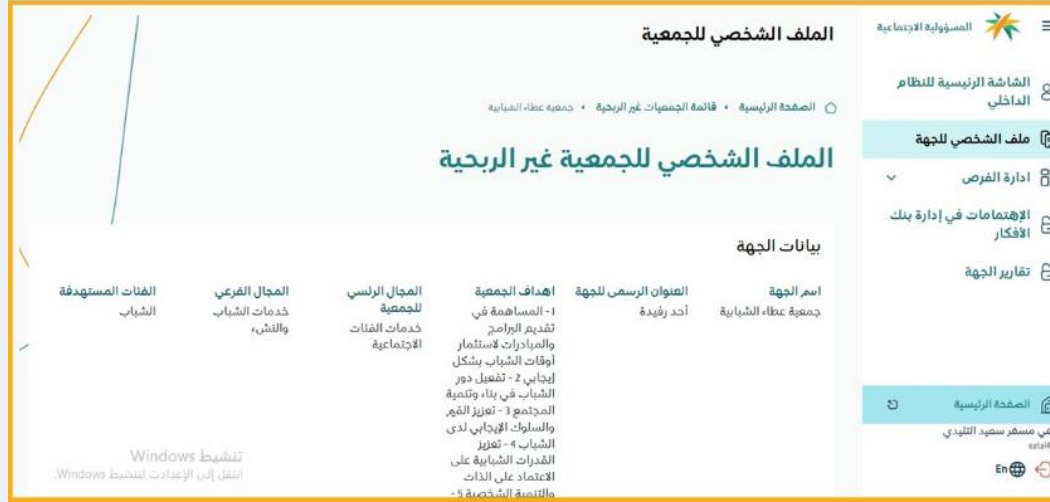 المسؤولية الاجتماعية
الشاشة الرئيسية للنظام
الداخلي
ملف الشخصي للجهة
ادارة الفرص
الإهتمامات في إدارة بنك
الأفكار
تقارير الجهة
الصفحة الرئيسية
مسفر سعيد التليدي
En
الملف الشخصي للجمعية
الصفحة الرئيسية
قائمة الجمعيات غير الربحية
جمعية عطاء الشبابية
الملف الشخصي للجمعية غير الربحية
بيانات الجهة
اسم الجهة
جمعية عطاء الشبابية
العنوان الرسمي للجهة
أحد رفيدة
اهداف الجمعية
1- المساهمة في
تقديم البرامج
والمبادرات لاستثمار
أوقات الشباب بشكل
إيجابي 2 - تفعيل دور
الشباب في بناء وتنمية
المجتمع 3 - تعزيز القيم
والسلوك الإيجابي لدى
الشباب 4 - تعزيز
القدرات الشبابية على
الاعتماد على الذات
والتنمية الشخصية 5 -
المجال الرئسي
للجمعية
خدمات الفئات
الاجتماعية
المجال الفرعي
خدمات الشباب
والنشء
الفئات المستهدفة
الشباب
تنشيط Windows
انتقل إلى الإعدادت لتنشيط Windows.